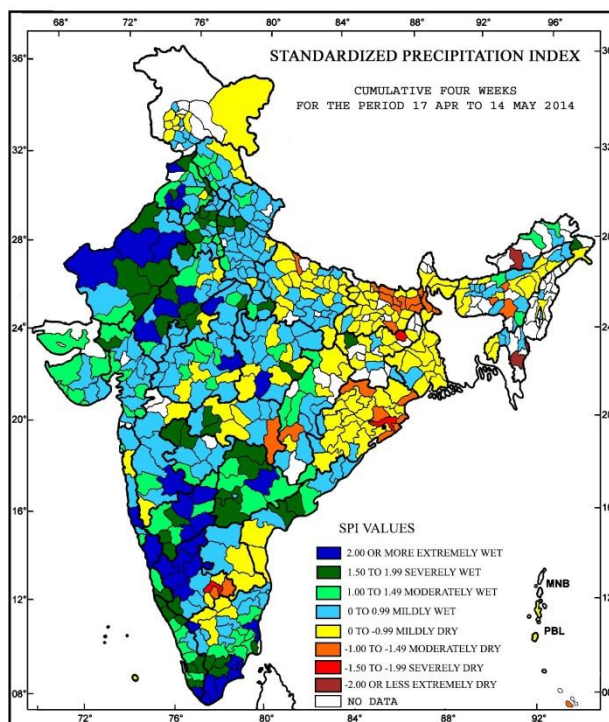 68° 72° 76° 80° 84° 88° 92° 96°
STANDARDIZED PRECIPITATION INDEX
CUMULATIVE FOUR WEEKS
FOR THE PERIOD 17 APR TO 14 MAY 2014
36°
32°
28°
24°
20°
16°
12°
08°
SPI VALUES
2.00 OR MORE EXTREMELY WET
1.50 TO 1.99 SEVERELY WET
1.00 TO 1.49 MODERATELY WET
0 TO 0.99 MILDLY WET
0 TO -0.99 MILDLY DRY
-1.00 TO -1.49 MODERATELY DRY
-1.50 TO -1.99 SEVERELY DRY
-2.00 OR LESS EXTREMELY DRY
NO DATA
MNB
PBL
72° 76° 80° 84° 88° 92°